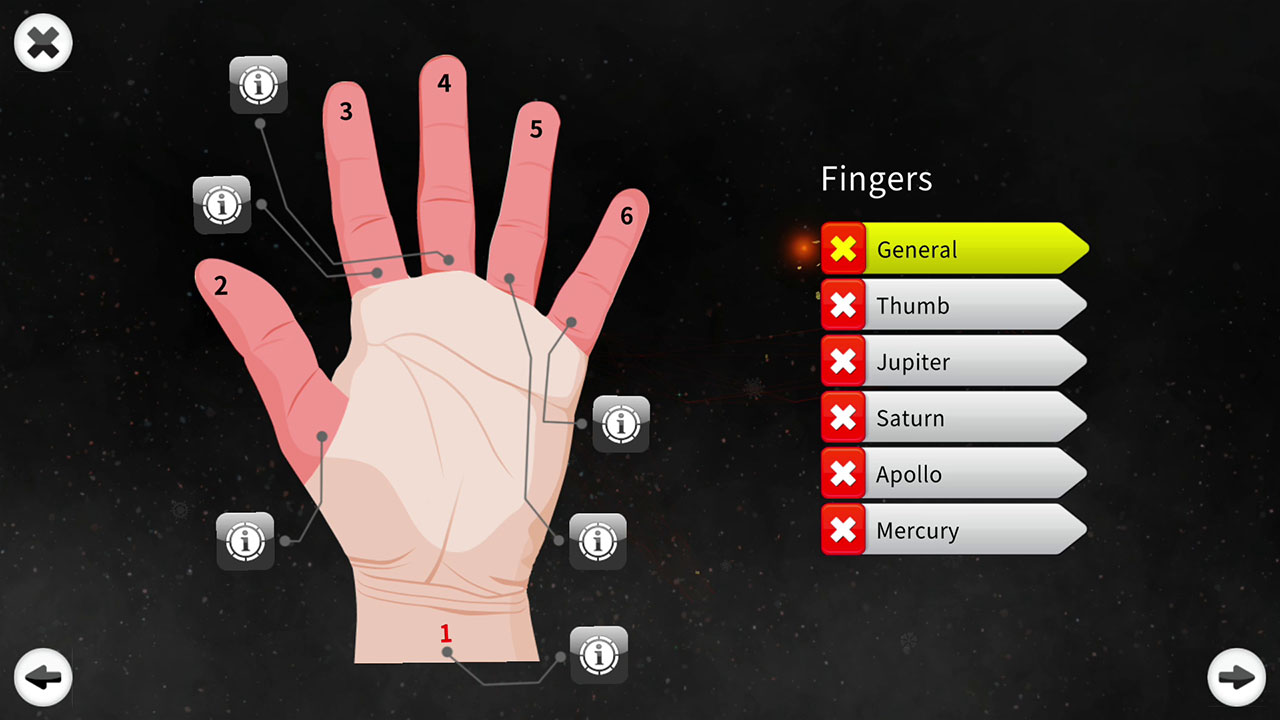 3
4
5
6
2
1
Fingers
General
Thumb
Jupiter
Saturn
Apollo
Mercury
i
i
i
i
i
i